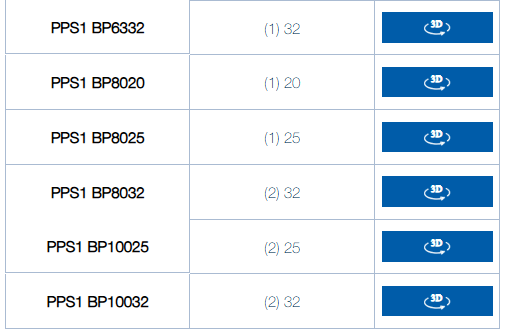 PPS1 BP6332 (1) 32 3D
PPS1 BP8020 (1) 20 3D
PPS1 BP8025 (1) 25 3D
PPS1 BP8032 (2) 32 3D
PPS1 BP10025 (2) 25 3D
PPS1 BP10032 (2) 32 3D